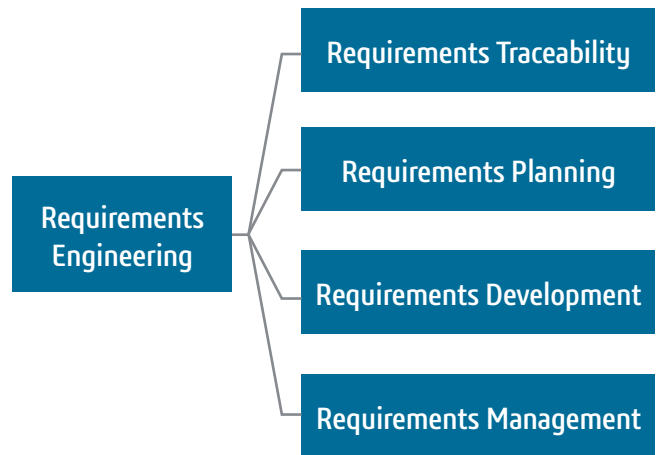 Requirements Traceability
Requirements Planning
Requirements
Engineering
Requirements Development
Requirements Management